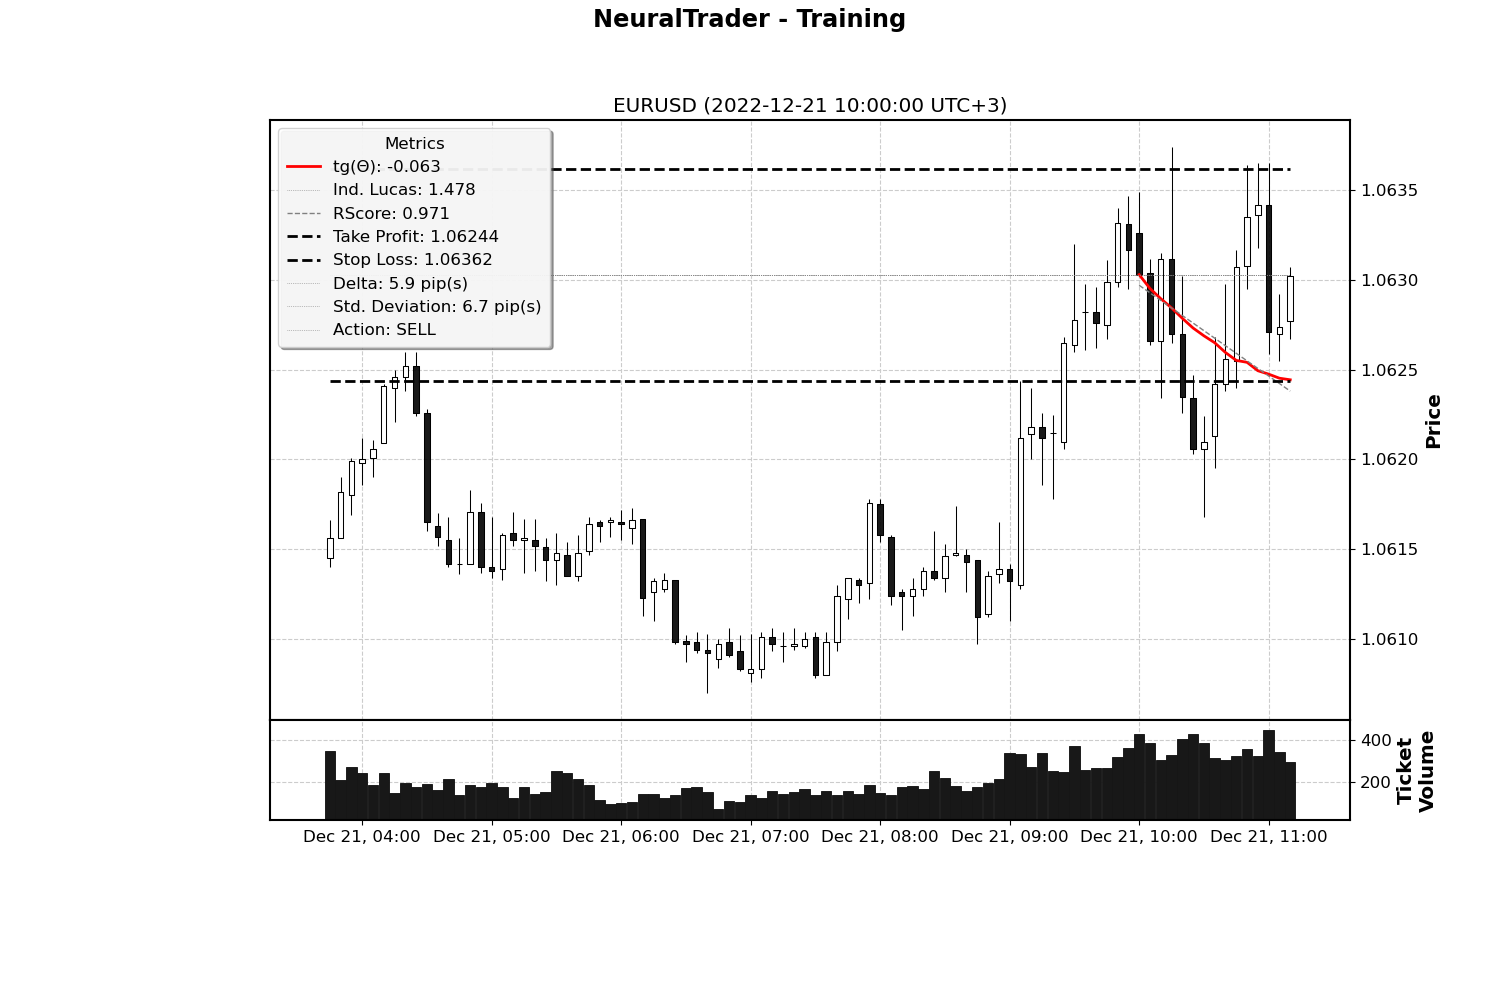 NeuralTrader - Training
EURUSD (2022-12-21 10:00:00 UTC+3)
Metrics
tg(Θ): -0.063
Ind. Lucas: 1.478
RScore: 0.971
Take Profit: 1.06244
Stop Loss: 1.06362
Delta: 5.9 pip(s)
Std. Deviation: 6.7 pip(s)
Action: SELL
1.0635
1.0630
1.0625
1.0620
1.0615
1.0610
Price
400
200
Ticket
Volume
Dec 21, 04:00
Dec 21, 05:00
Dec 21, 06:00
Dec 21, 07:00
Dec 21, 08:00
Dec 21, 09:00
Dec 21, 10:00
Dec 21, 11:00